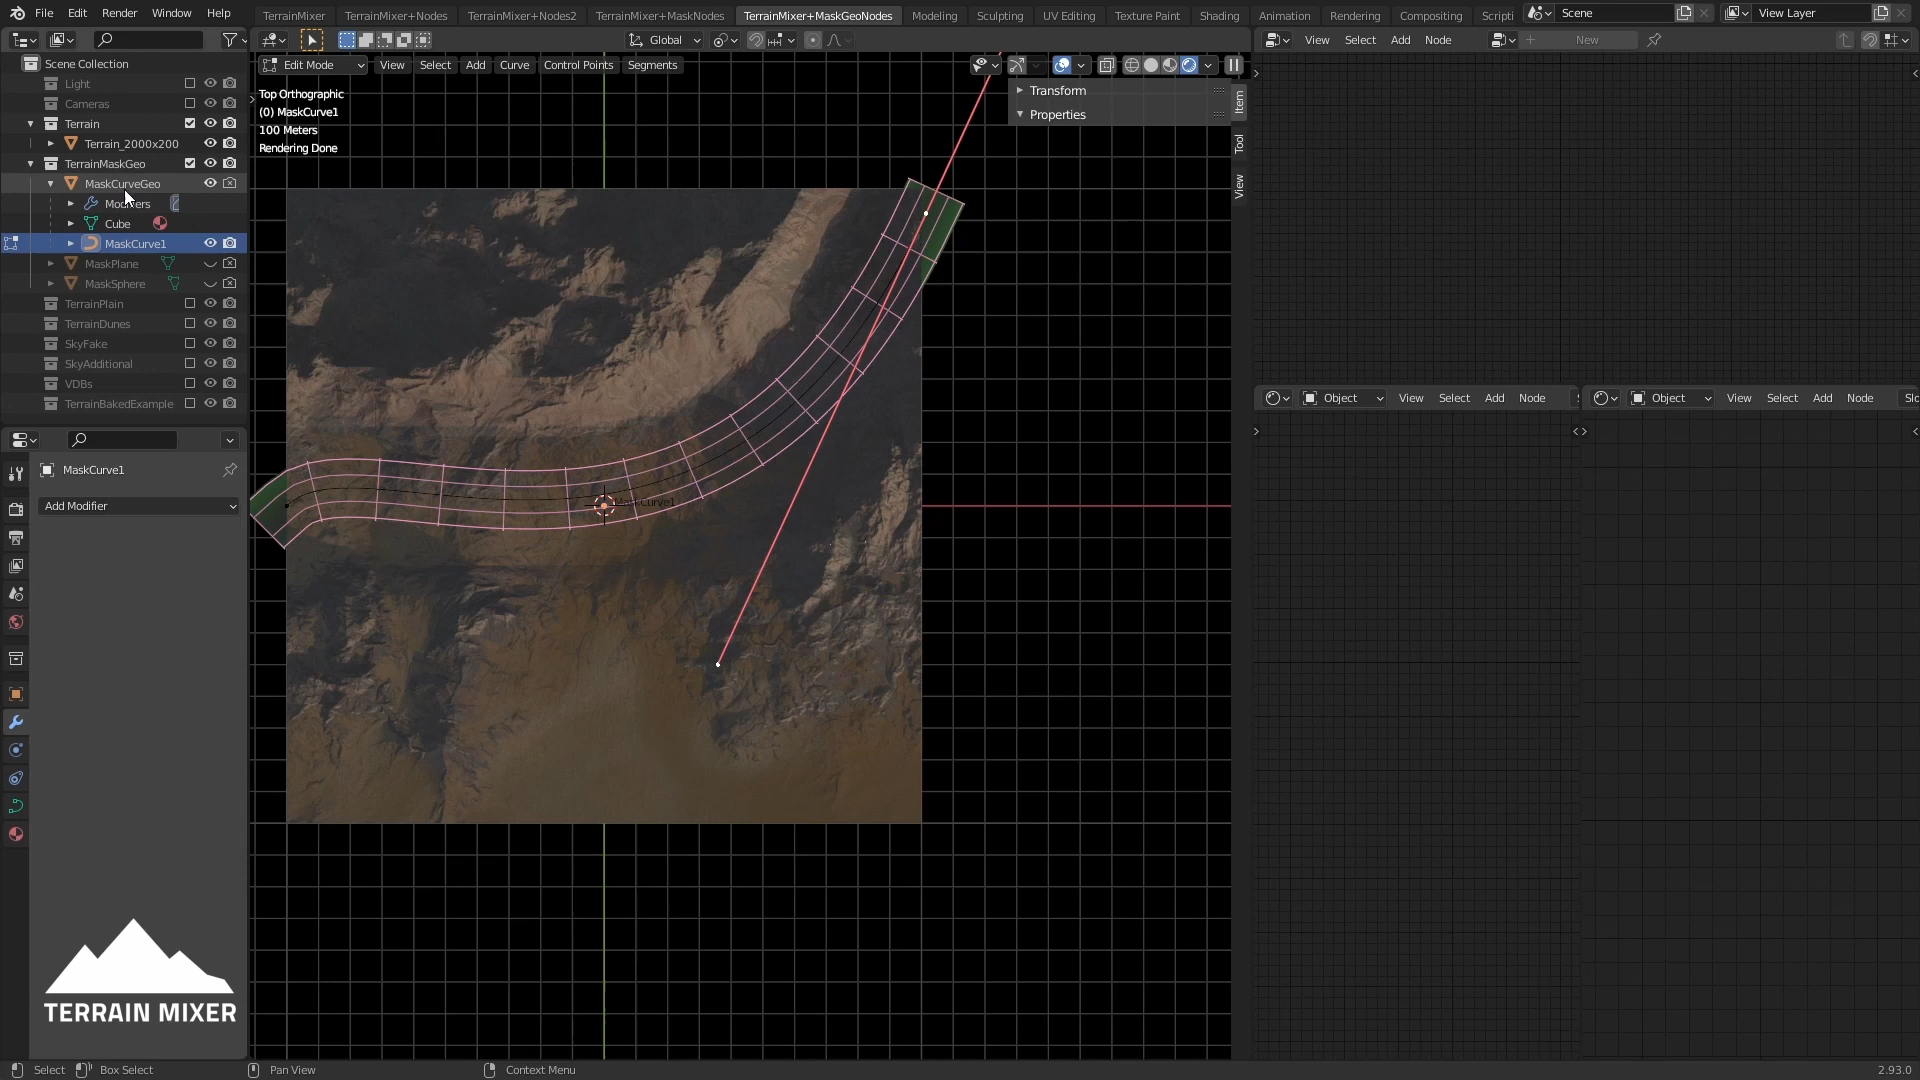 File Edit Render Window Help
TerrainMixer TerrainMixer+Nodes TerrainMixer+Nodes2 TerrainMixer+MaskNodes TerrainMixer+MaskGeoNodes Modeling Sculpting UV Editing Texture Paint Shading Animation Rendering Compositing Scripti
Scene
View Layer
Global
View Select Add Node
New
Scene Collection
Light
Cameras
Terrain
Terrain_2000x200
TerrainMaskGeo
MaskCurveGeo
Modifiers
Cube
MaskCurve1
MaskPlane
MaskSphere
TerrainPlain
TerrainDunes
SkyFake
SkyAdditional
VDBs
TerrainBakedExample
Edit Mode View Select Add Curve Control Points Segments
Top Orthographic
(0) MaskCurve1
100 Meters
Rendering Done
Transform
Properties
Item
Tool
View
MaskCurve1
Object View Select Add Node
Object View Select Add Node Slo
MaskCurve1
Add Modifier
TERRAIN MIXER
Select Box Select Pan View Context Menu 2.93.0